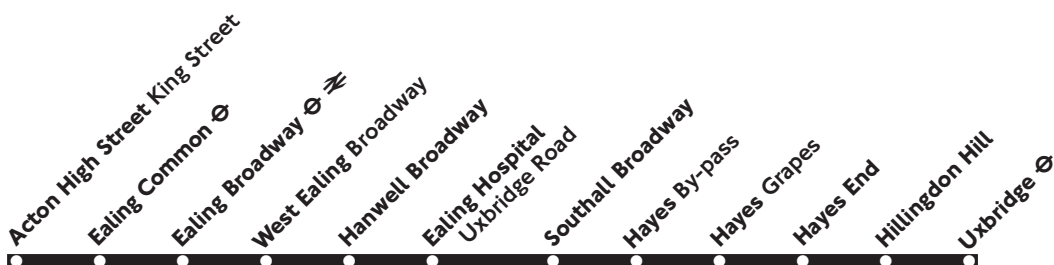 Acton High Street King Street
Ealing Common
Ealing Broadway
West Ealing Broadway
Hanwell Broadway
Ealing Hospital
Uxbridge Road
Southall Broadway
Hayes By-pass
Hayes Grapes
Hayes End
Hillingdon Hill
Uxbridge